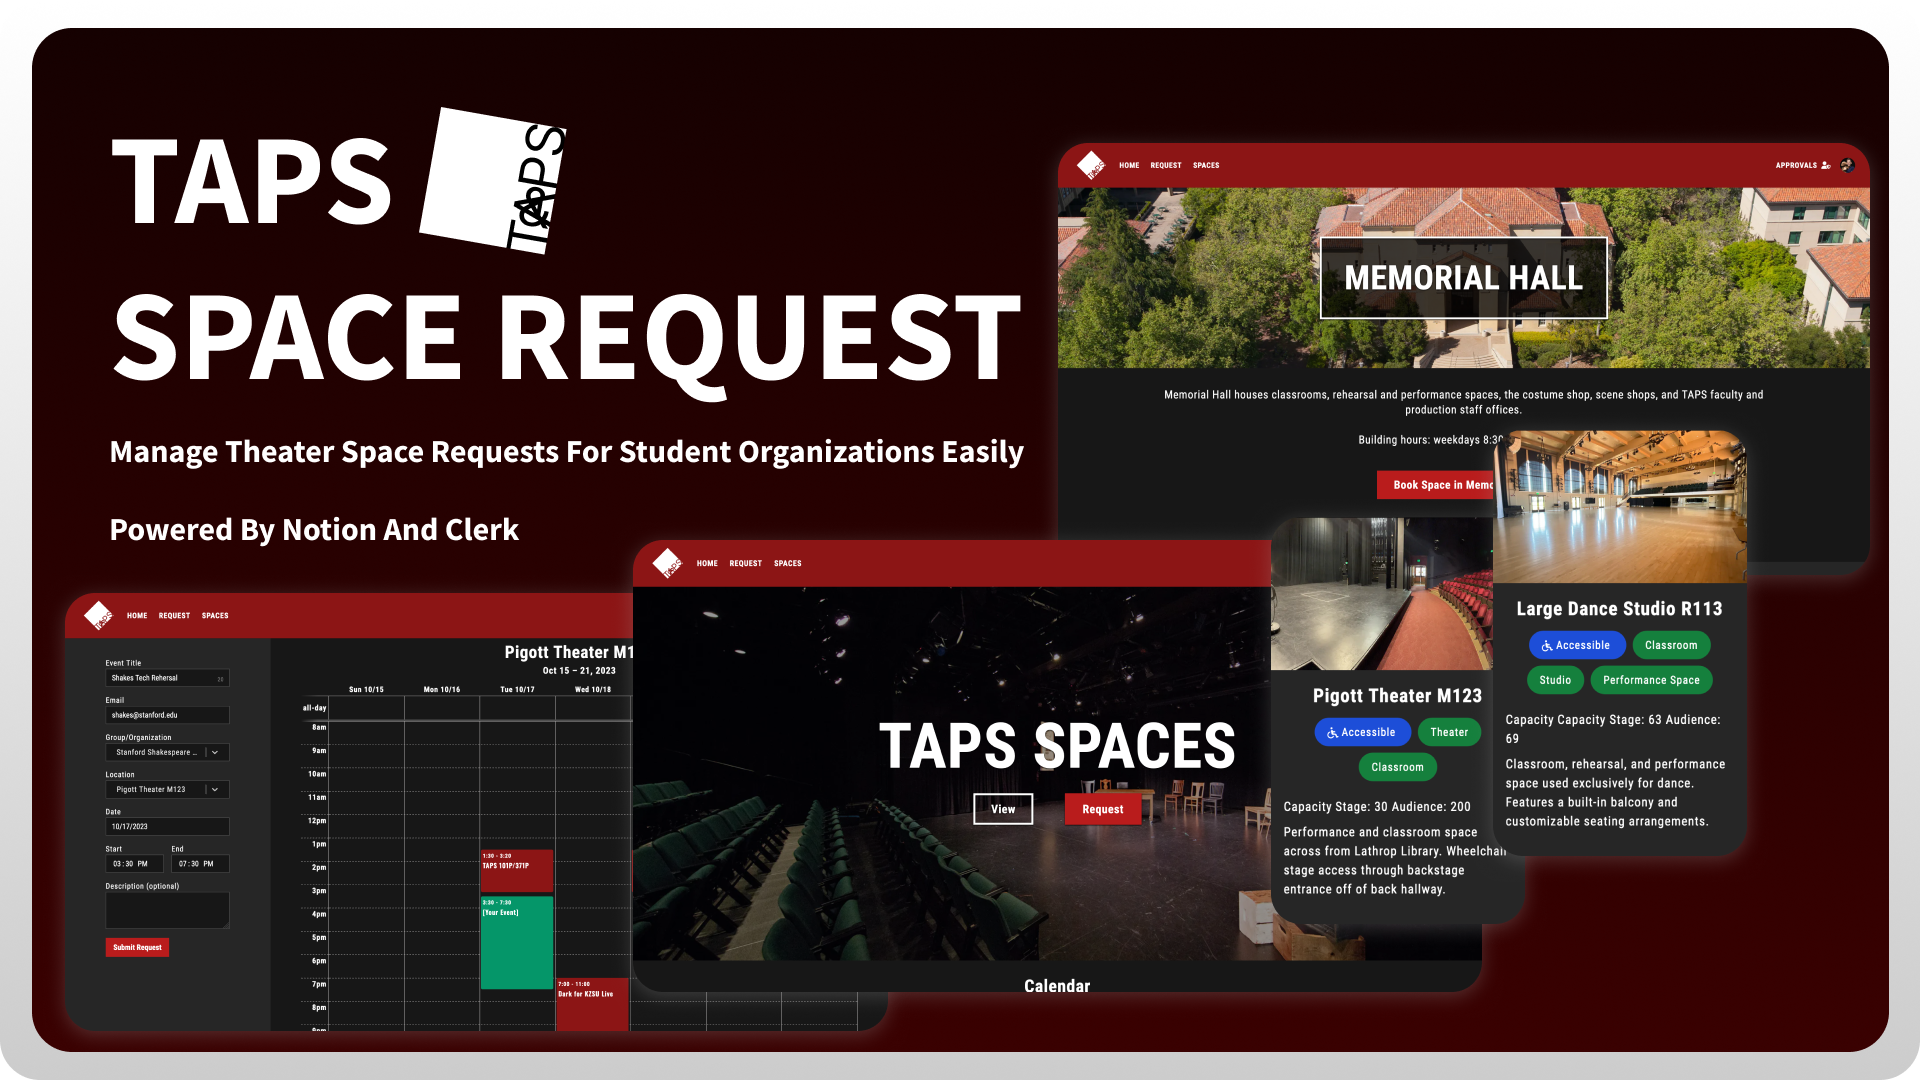 TAPS
TAPS
SPACE REQUEST
Manage Theater Space Requests For Student Organizations Easily
Powered By Notion And Clerk
HOME REQUEST SPACES
APPROVALS
MEMORIAL HALL
Memorial Hall houses classrooms, rehearsal and performance spaces, the costume shop, scene shops, and TAPS faculty and
production staff offices.
Building hours: weekdays 8:30
Book Space in Memo
Large Dance Studio R113
Accessible
Classroom
Studio
Performance Space
Capacity Capacity Stage: 63 Audience:
69
Classroom, rehearsal, and performance
space used exclusively for dance.
Features a built-in balcony and
customizable seating arrangements.
Pigott Theater M123
Accessible
Theater
Classroom
Capacity Stage: 30 Audience: 200
Performance and classroom space
across from Lathrop Library. Wheelchair
stage access through backstage
entrance off of back hallway.
HOME REQUEST SPACES
TAPS SPACES
View
Request
Calendar
HOME REQUEST SPACES
Event Title
Shakes Tech Rehersal
20
Email
shakes@stanford.edu
Group/Organization
Stanford Shakespeare ...
Location
Pigott Theater M123
Date
10/17/2023
Start End
03:30 PM 07:30 PM
Description (optional)
Submit Request
Pigott Theater M1
Oct 15 – 21, 2023
Sun 10/15 Mon 10/16 Tue 10/17 Wed 10/18
all-day
8am
9am
10am
11am
12pm
1pm
2pm
3pm
4pm
5pm
6pm
7pm
8pm
9pm
1:30 - 3:20
TAPS 101P/371P
3:30 - 7:30
[Your Event]
7:00 - 11:00
Dark for KZSU Live